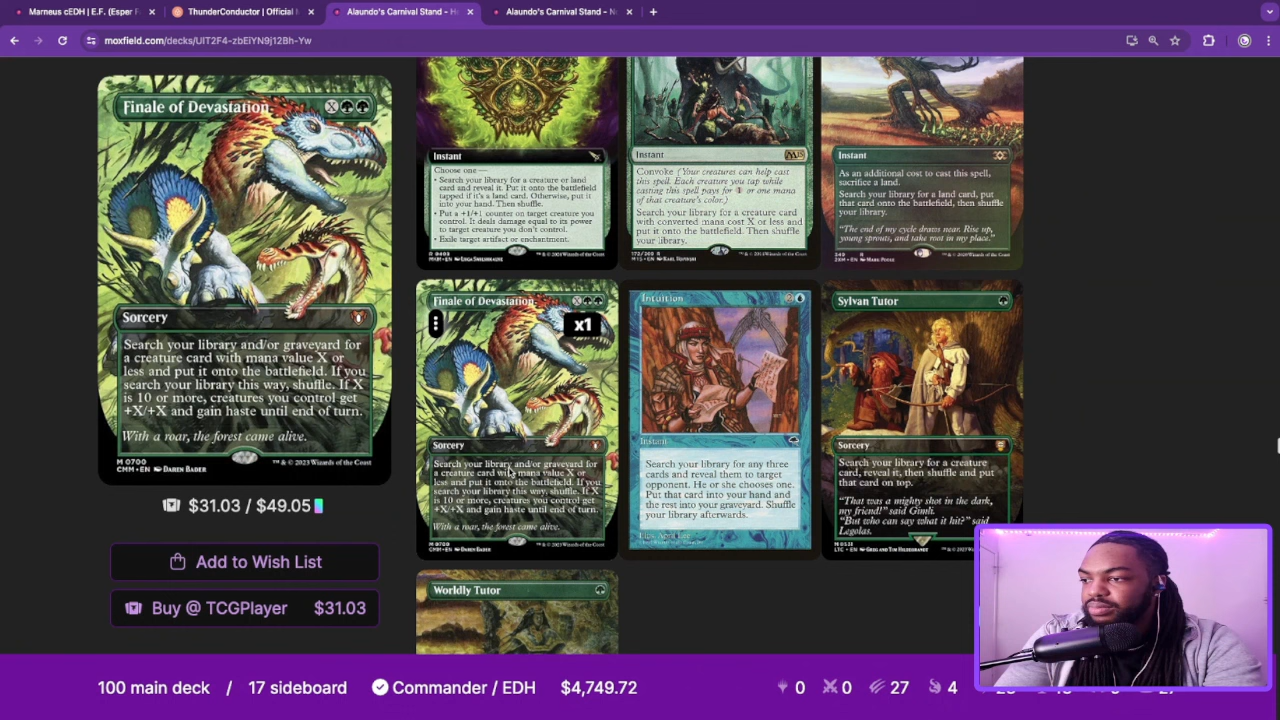 Marneus cEDH | E.F. (Esper F
ThunderConductor | Official
Alaundo's Carnival Stand - H
Alaundo's Carnival Stand - N
moxfield.com/decks/UIT2F4-zbEiYN9j12Bh-Yw
Finale of Devastation
X
Sorcery
Search your library and/or graveyard for
a creature card with mana value X or
less and put it onto the battlefield. If you
search your library this way, shuffle. If X
is 10 or more, creatures you control get
+X/+X and gain haste until end of turn.
With a roar, the forest came alive.
M 0700
CMM • EN DAREN BADER
™ & © 2023 Wizards of the Coast
$31.03 / $49.05
Add to Wish List
Buy @ TCGPlayer $31.03
Instant
Choose one —
• Search your library for a creature or land
card and reveal it. Put it onto the battlefield
tapped if it's a land card. Otherwise, put it
into your hand. Then shuffle.
• Put a +1/+1 counter on target creature you
control. It deals damage equal to its power
to target creature you don't control.
• Exile target artifact or enchantment.
Instant
M15
Convoke (Your creatures can help cast
this spell. Each creature you tap while
casting this spell pays for 1 or one mana
of that creature's color.)
Search your library for a creature card
with converted mana cost X or less and
put it onto the battlefield. Then shuffle
your library.
Instant
As an additional cost to cast this spell,
sacrifice a land.
Search your library for a land card, put
that card onto the battlefield, then shuffle
your library.
"The end of my cycle draws near. Rise up,
young sprouts, and take root in my place."
Finale of Devastation
X
x1
Sorcery
Search your library and/or graveyard for
a creature card with mana value X or
less and put it onto the battlefield. If you
search your library this way, shuffle. If X
is 10 or more, creatures you control get
+X/+X and gain haste until end of turn.
With a roar, the forest came alive.
Intuition
2
Instant
Search your library for any three
cards and reveal them to target
opponent. He or she chooses one.
Put that card into your hand and
the rest into your graveyard. Shuffle
your library afterwards.
Sylvan Tutor
Sorcery
Search your library for a creature
card, reveal it, then shuffle and put
that card on top.
"That was a mighty shot in the dark,
my friend!" said Gimli.
"But who can say what it hit?" said
Legolas.
Worldly Tutor
100 main deck / 17 sideboard
Commander / EDH
$4,749.72
0
0
27
4